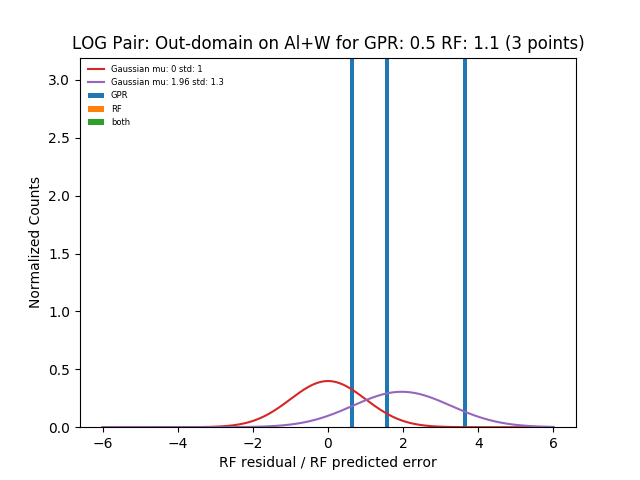 LOG Pair: Out-domain on Al+W for GPR: 0.5 RF: 1.1 (3 points)
Gaussian mu: 0 std: 1
Gaussian mu: 1.96 std: 1.3
GPR
RF
both
3.0
2.5
2.0
1.5
1.0
0.5
0.0
Normalized Counts
−6 −4 −2 0 2 4 6
RF residual / RF predicted error